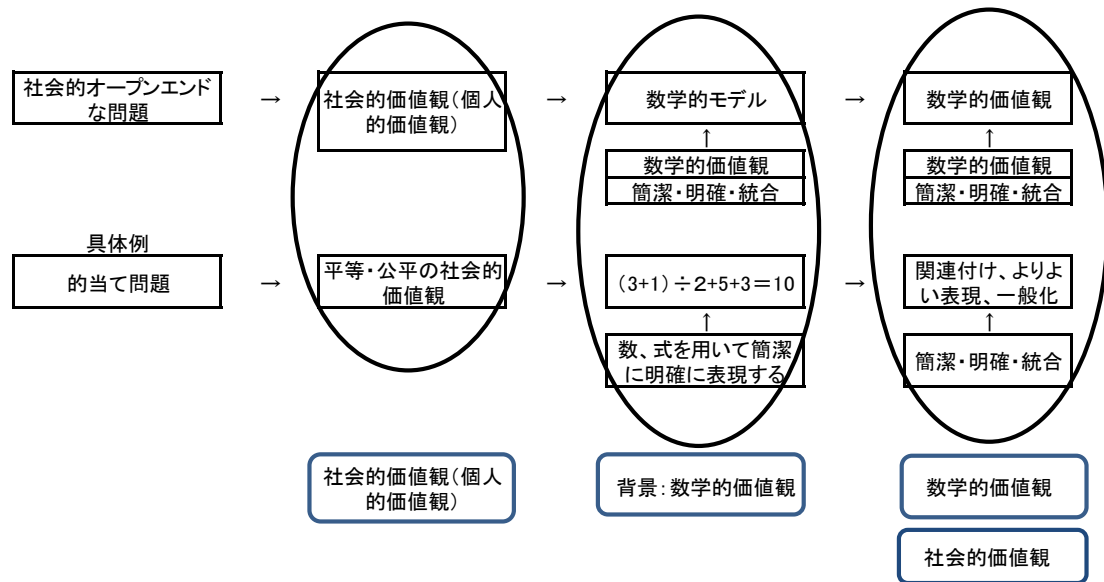 社会的オープンエンド
な問題
→
社会的価値観(個人
的価値観)
→
数学的モデル
→
数学的価値観
↑
↑
数学的価値観
数学的価値観
簡潔・明確・統合
簡潔・明確・統合
具体例
的当て問題
→
平等・公平の社会的
価値観
→
(3+1)÷2+5+3=10
→
関連付け、よりよ
い表現、一般化
↑
↑
数、式を用いて簡潔
に明確に表現する
簡潔・明確・統合
社会的価値観(個人
的価値観)
背景:数学的価値観
数学的価値観
社会的価値観